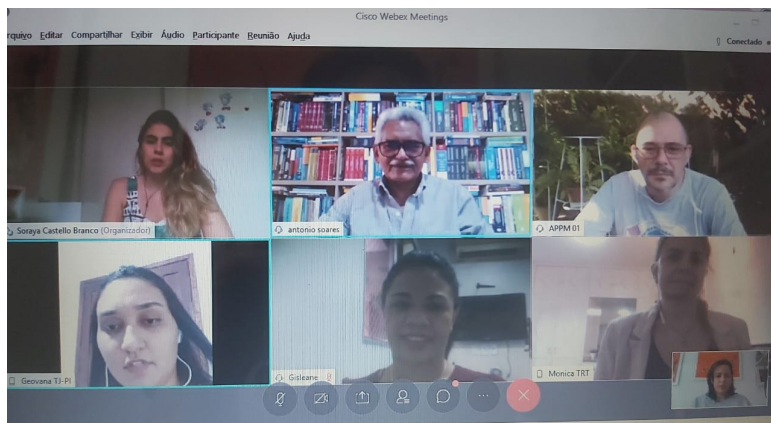 Cisco Webex Meetings
rquivo Editar Compartilhar Exibir Áudio Participante Reunião Ajuda
Conectado
Soraya Castello Branco (Organizador)
antonio soares
APPM 01
Geovana TJ-PI
Gisleane
Monica TRT